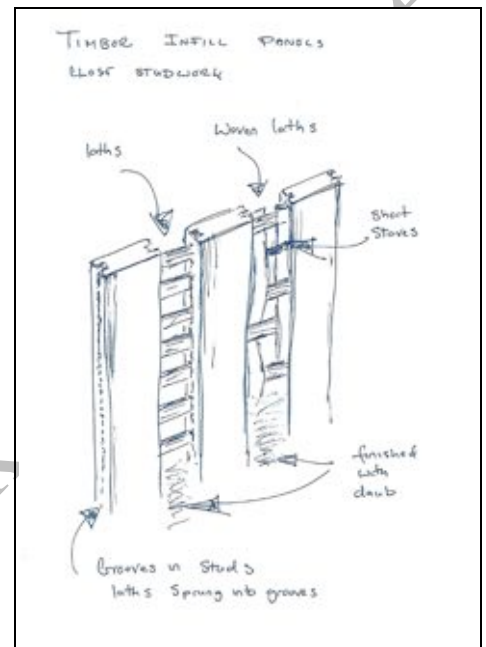 TIMBER INFILL PANELS
CLOSE STUDWORK
Woven laths
laths
Short
Staves
finished
with
daub
Grooves in Studs
laths Sprung into grooves